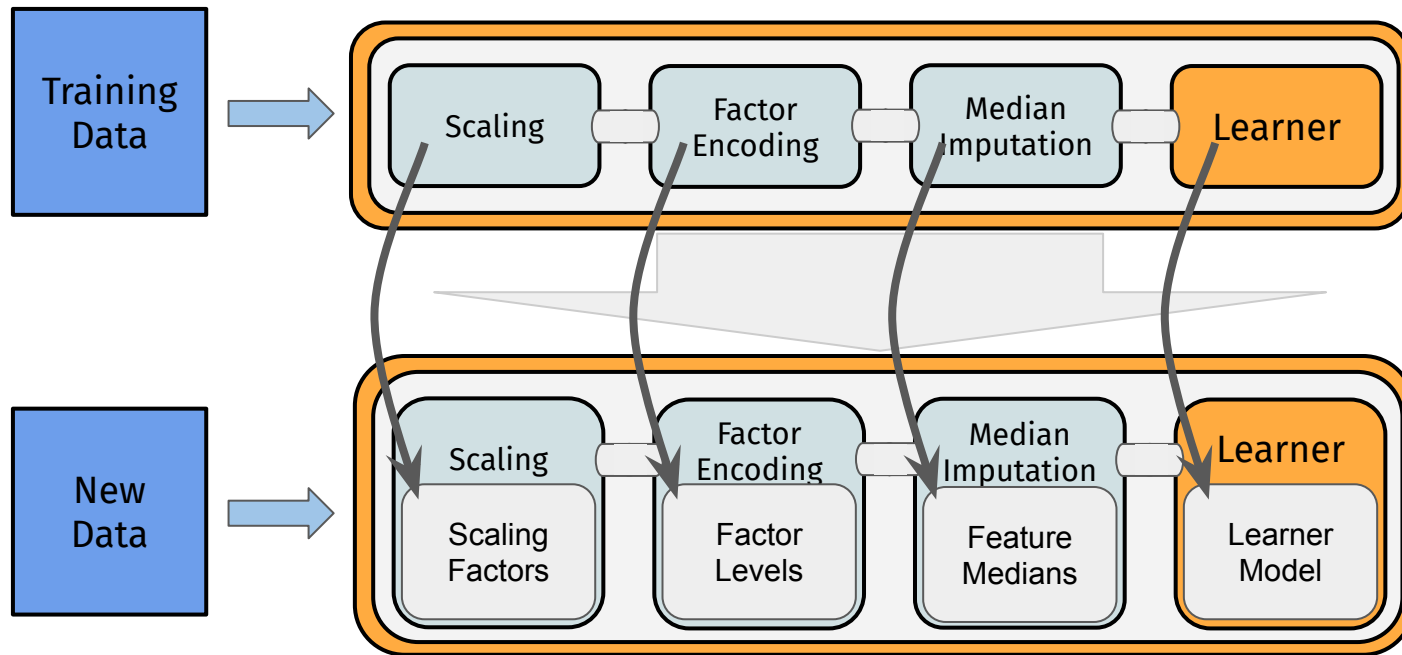 Training
Data
Scaling
Factor
Encoding
Median
Imputation
Learner
New
Data
Scaling
Factor
Encoding
Median
Imputation
Learner
Scaling
Factors
Factor
Levels
Feature
Medians
Learner
Model